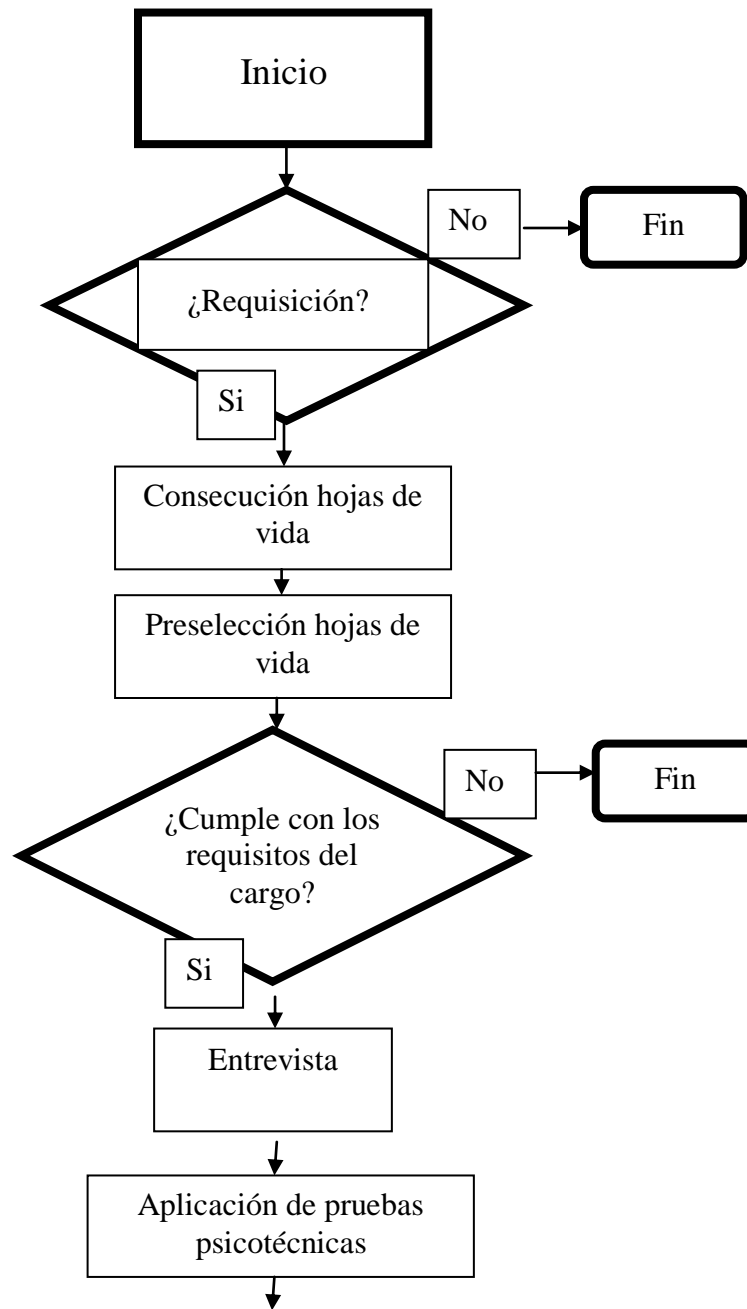 Inicio
No
Fin
¿Requisición?
Si
Consecución hojas de
vida
Preselección hojas de
vida
No
Fin
¿Cumple con los
requisitos del
cargo?
Si
Entrevista
Aplicación de pruebas
psicotécnicas